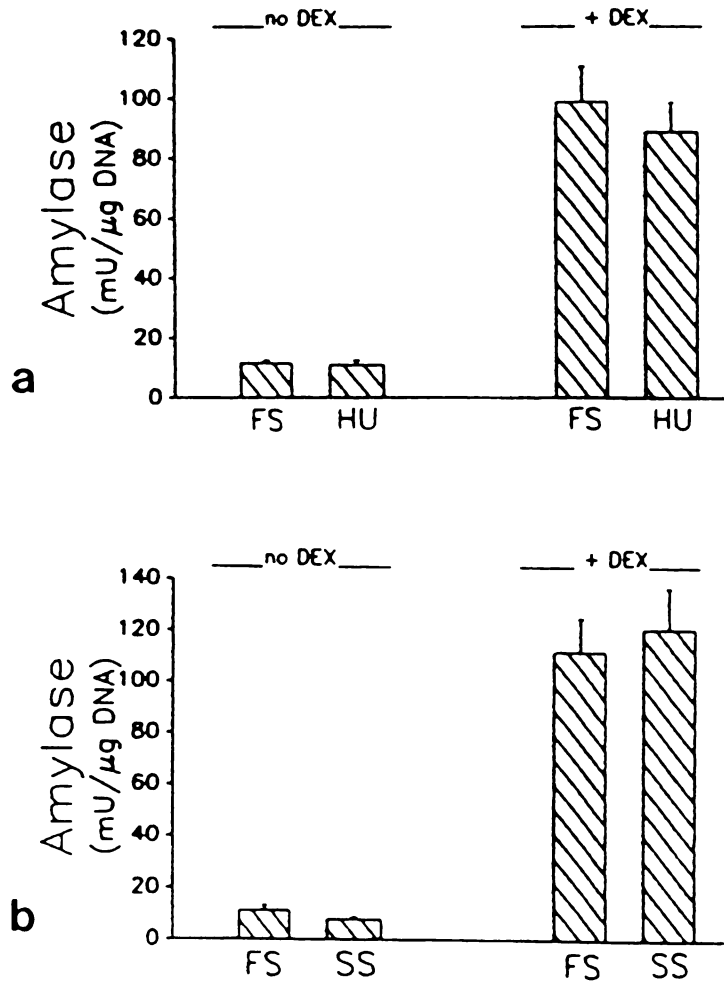 no DEX + DEX
120
100
80
60
40
20
0
Amylase
(mU/μg DNA)
a
FS HU FS HU
no DEX + DEX
140
120
100
80
60
40
20
0
Amylase
(mU/μg DNA)
b
FS SS FS SS